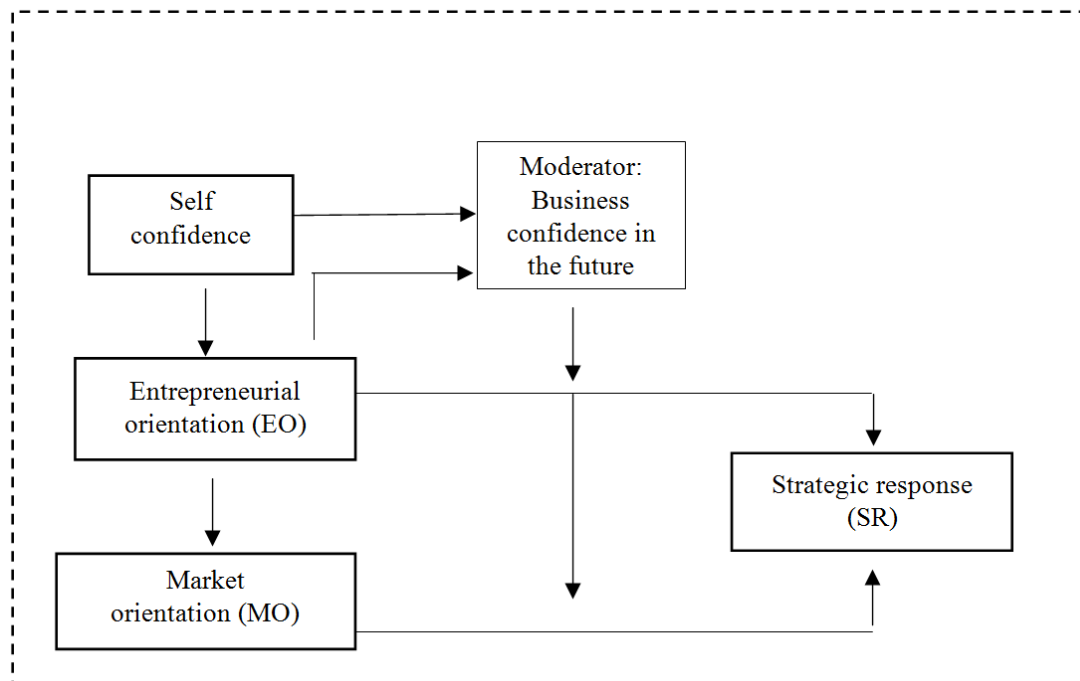 Moderator:
Business
confidence in
the future
Self
confidence
Entrepreneurial
orientation (EO)
Strategic response
(SR)
Market
orientation (MO)